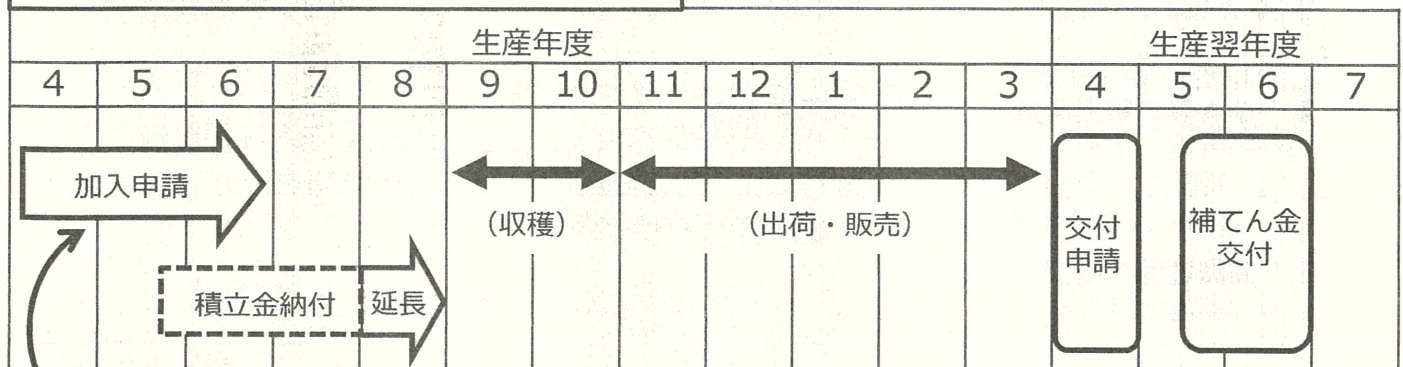 生産年度
生産翌年度
4 5 6 7 8 9 10 11 12 1 2 3 4 5 6 7
加入申請
(収穫)
(出荷・販売)
交付
申請
補てん金
交付
積立金納付
延長